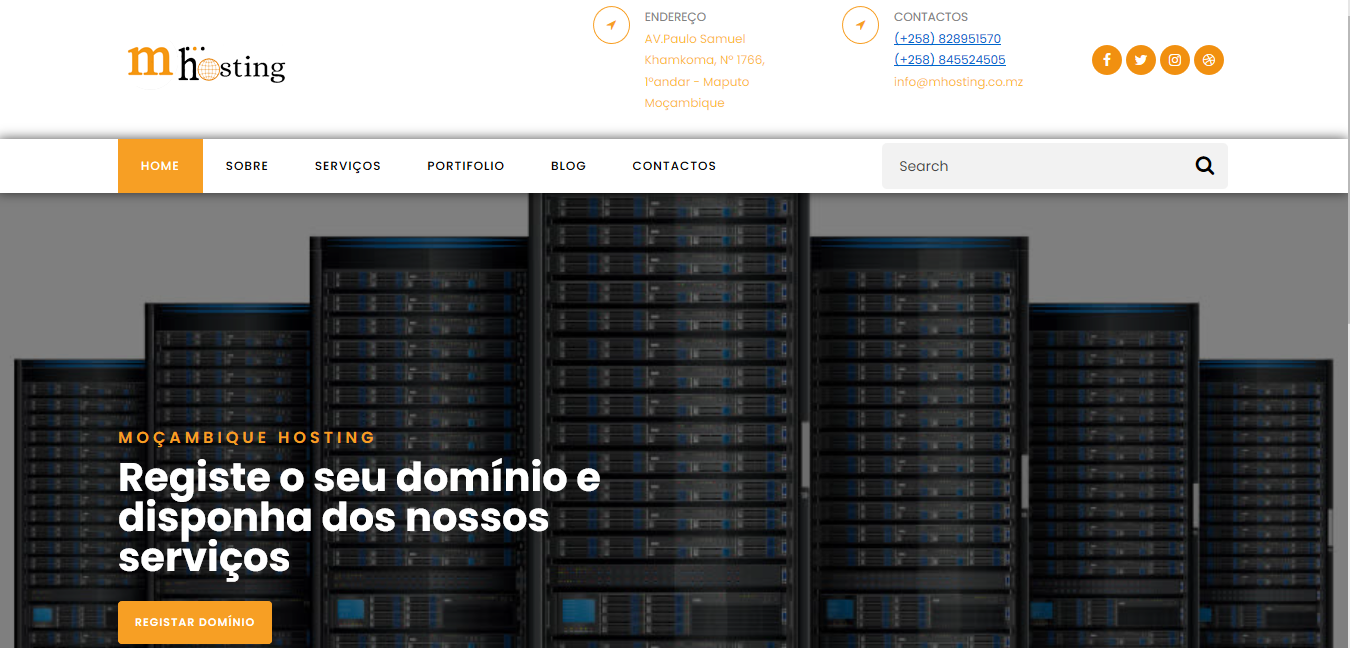 m hosting
ENDEREÇO
AV.Paulo Samuel
Khamkoma, Nº 1766,
1ºandar - Maputo
Moçambique
CONTACTOS
(+258) 828951570
(+258) 845524505
info@mhosting.co.mz
HOME SOBRE SERVIÇOS PORTIFOLIO BLOG CONTACTOS Search
MOÇAMBIQUE HOSTING
Registe o seu domínio e
disponha dos nossos
serviços
REGISTAR DOMÍNIO